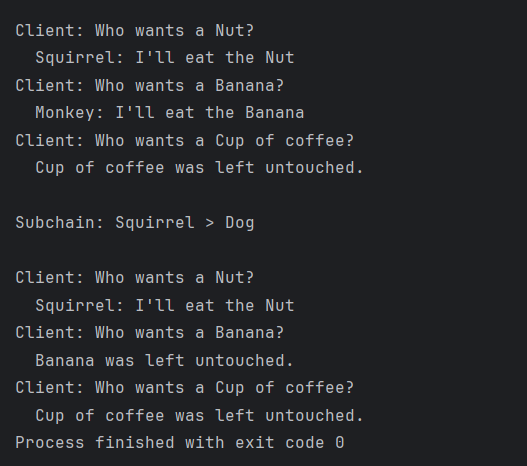 Client: Who wants a Nut?
  Squirrel: I'll eat the Nut
Client: Who wants a Banana?
  Monkey: I'll eat the Banana
Client: Who wants a Cup of coffee?
  Cup of coffee was left untouched.

Subchain: Squirrel > Dog

Client: Who wants a Nut?
  Squirrel: I'll eat the Nut
Client: Who wants a Banana?
  Banana was left untouched.
Client: Who wants a Cup of coffee?
  Cup of coffee was left untouched.
Process finished with exit code 0